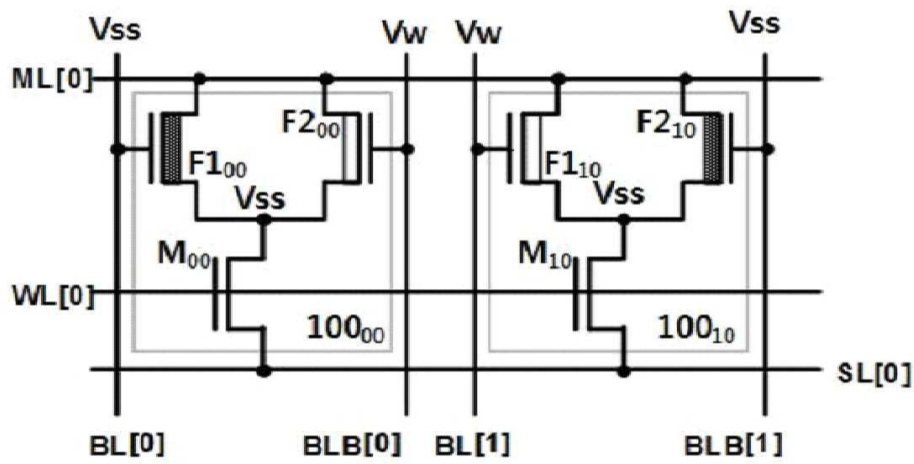 Vss Vw Vw Vss
ML[0]
F1₀₀ F2₀₀ F1₁₀ F2₁₀
Vss Vss
M₀₀ M₁₀
WL[0]
100₀₀ 100₁₀
SL[0]
BL[0] BLB[0] BL[1] BLB[1]